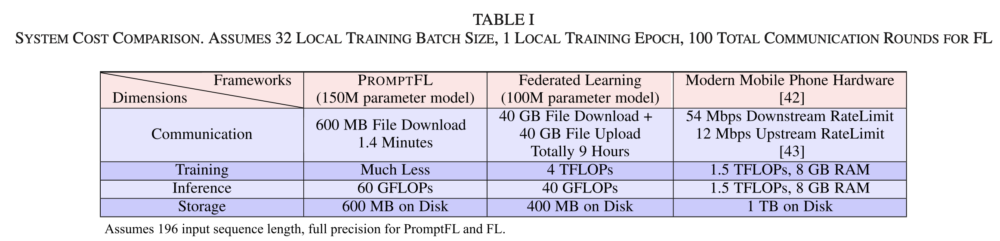 TABLE I
SYSTEM COST COMPARISON. ASSUMES 32 LOCAL TRAINING BATCH SIZE, 1 LOCAL TRAINING EPOCH, 100 TOTAL COMMUNICATION ROUNDS FOR FL
Frameworks
Dimensions
PROMPTFL
(150M parameter model)
Federated Learning
(100M parameter model)
Modern Mobile Phone Hardware
[42]
Communication
600 MB File Download
1.4 Minutes
40 GB File Download +
40 GB File Upload
Totally 9 Hours
54 Mbps Downstream RateLimit
12 Mbps Upstream RateLimit
[43]
Training
Much Less
4 TFLOPs
1.5 TFLOPs, 8 GB RAM
Inference
60 GFLOPs
40 GFLOPs
1.5 TFLOPs, 8 GB RAM
Storage
600 MB on Disk
400 MB on Disk
1 TB on Disk
Assumes 196 input sequence length, full precision for PromptFL and FL.